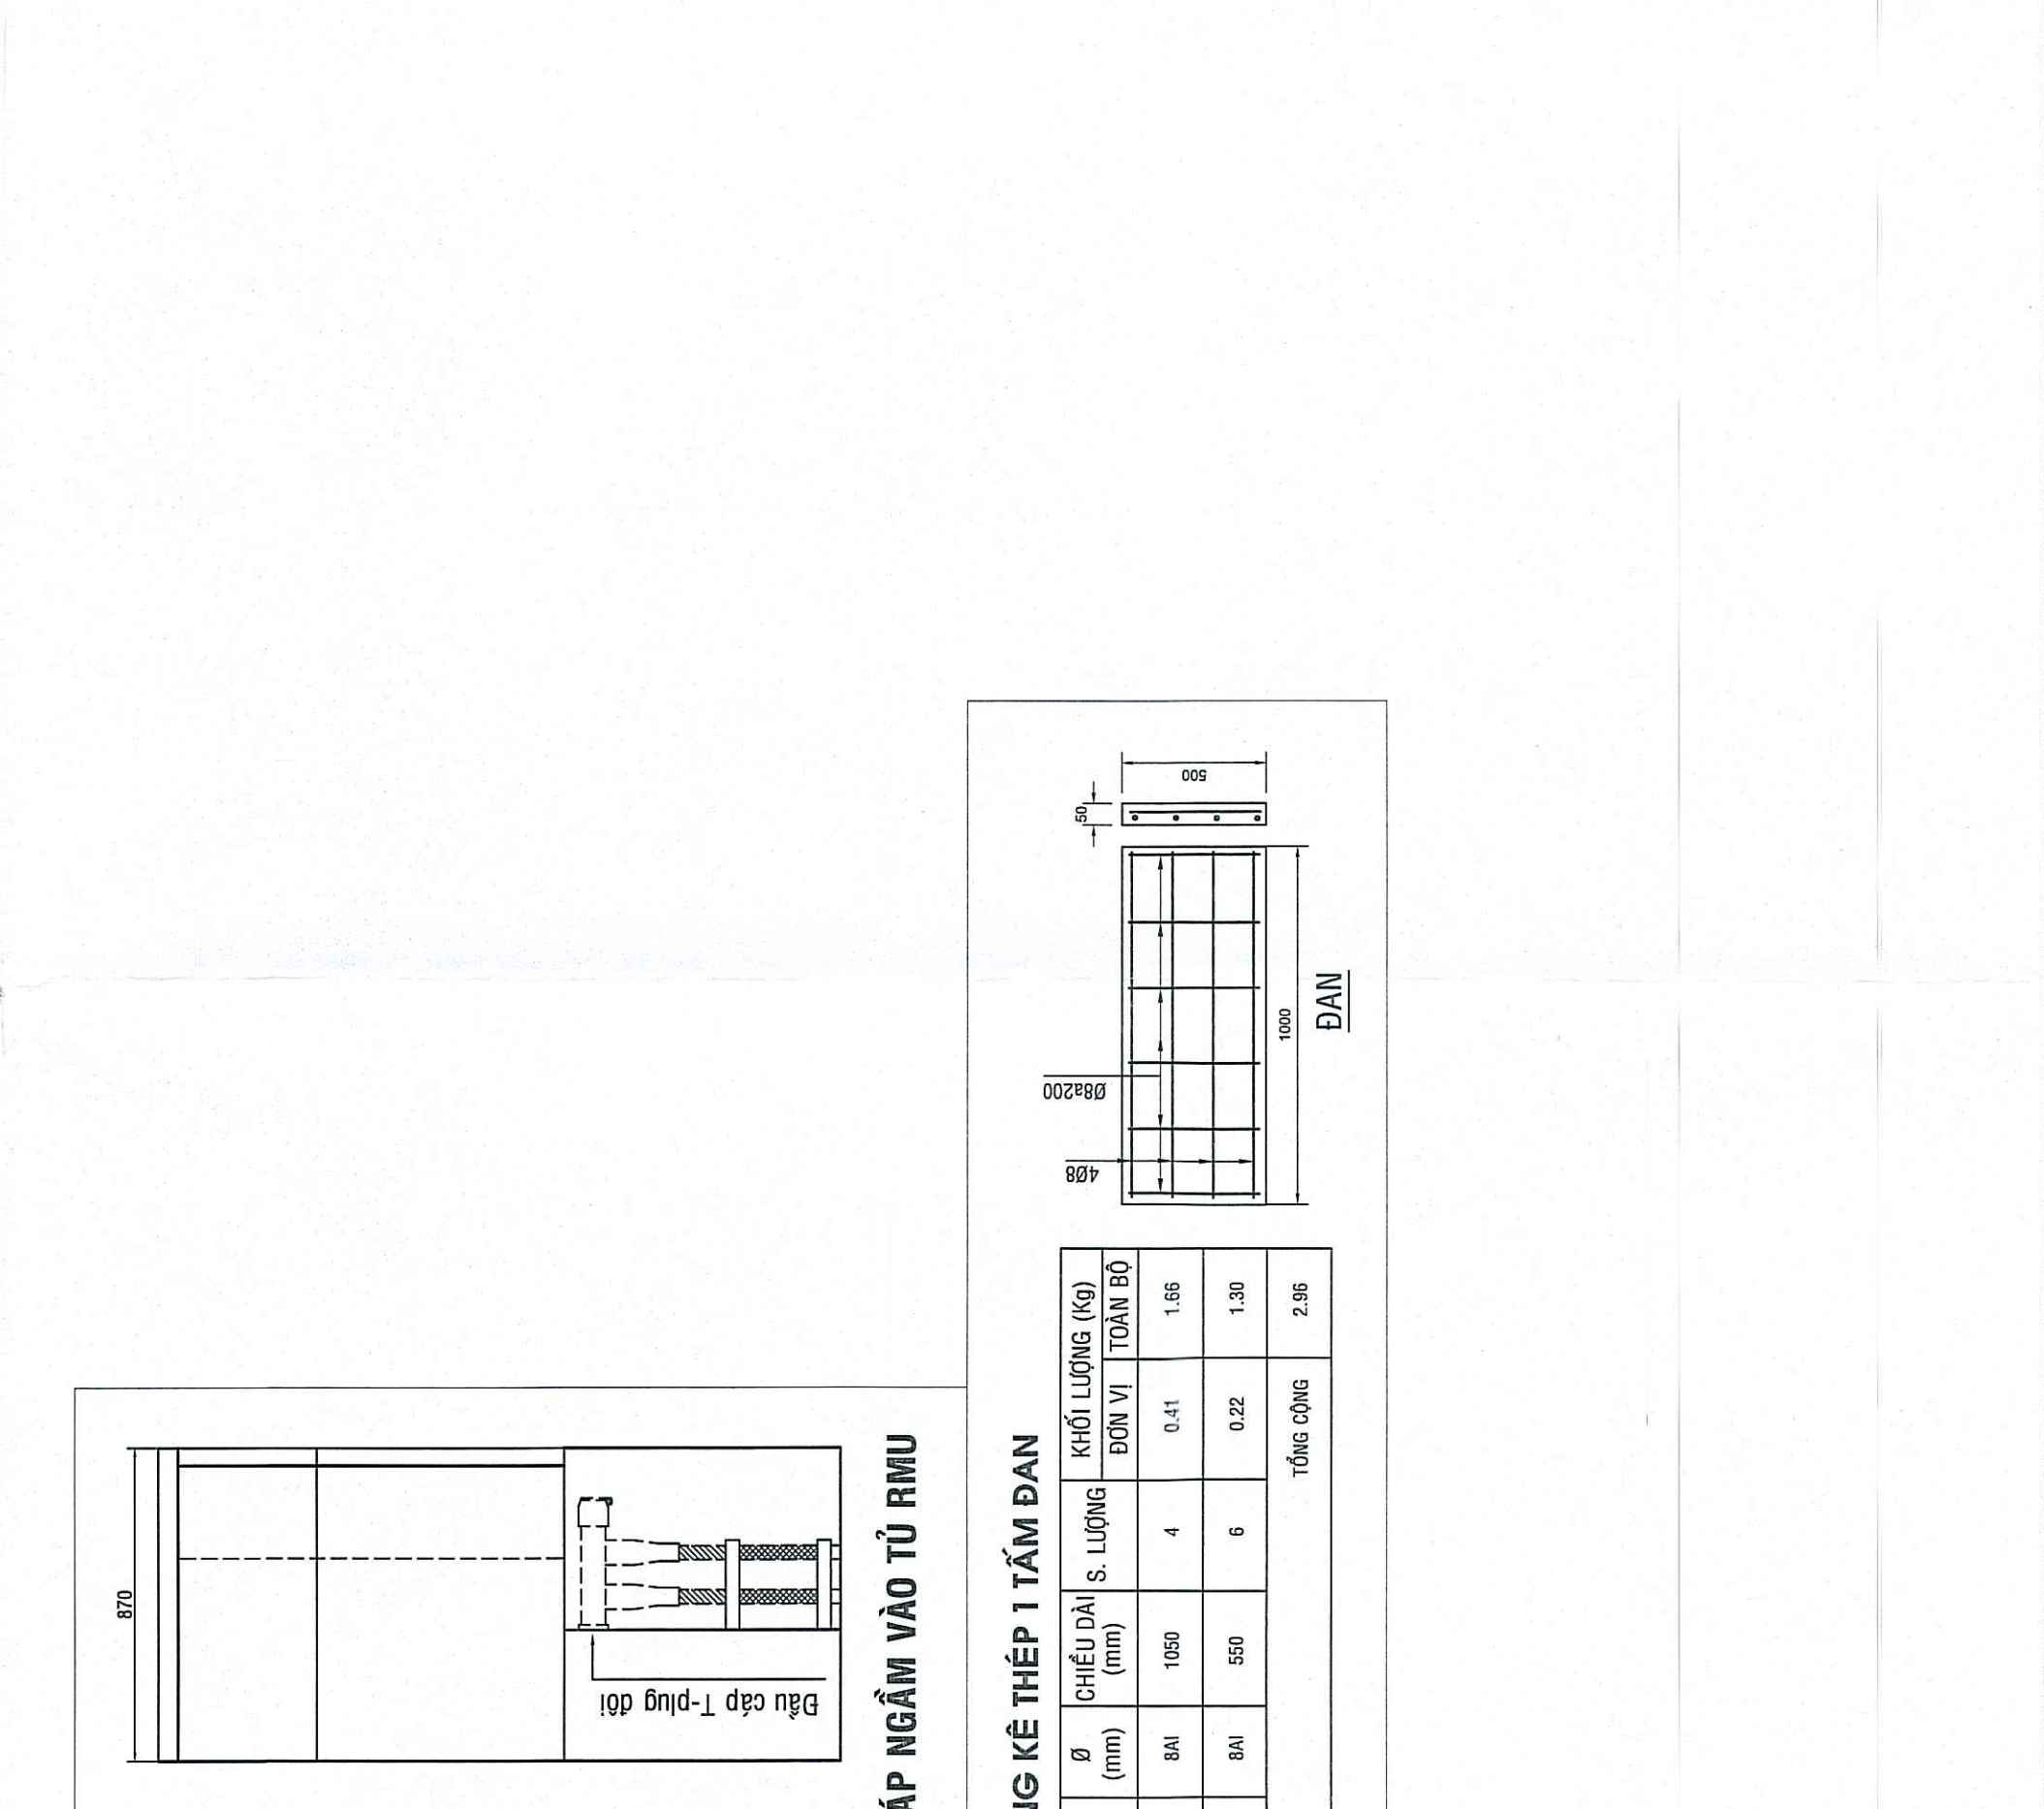 870
Đầu cáp T-plug đôi
ÁP NGẦM VÀO TỦ RMU
NG KÊ THÉP 1 TẤM ĐAN
Ø (mm) CHIỀU DÀI (mm) S. LƯỢNG KHỐI LƯỢNG (Kg)
ĐƠN VỊ TOÀN BỘ
8AI 1050 4 0.41 1.66
8AI 550 6 0.22 1.30
TỔNG CỘNG 2.96
4Ø8
Ø8a200
50
500
1000
ĐAN